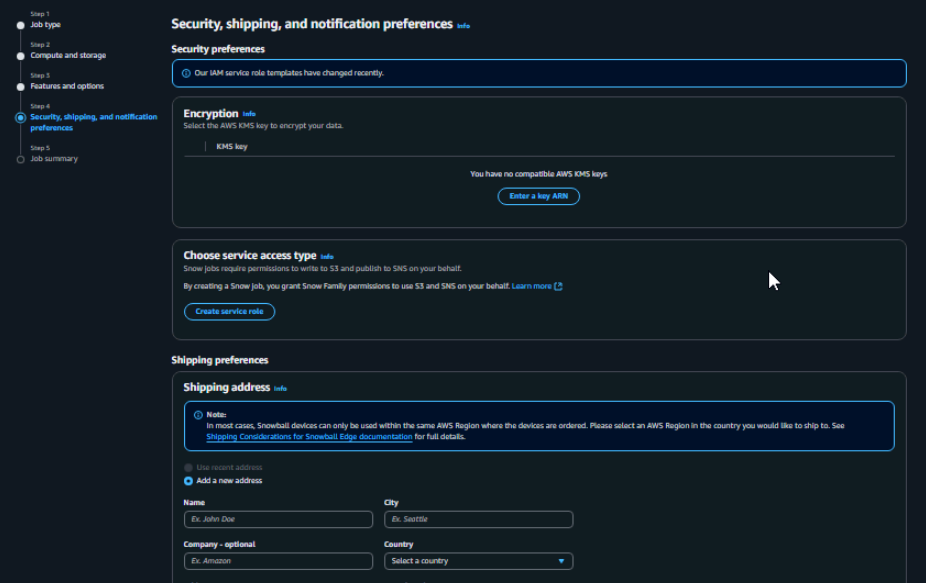 Step 1
Job type
Step 2
Compute and storage
Step 3
Features and options
Step 4
Security, shipping, and notification
preferences
Step 5
Job summary
Security, shipping, and notification preferences Info
Security preferences
Our IAM service role templates have changed recently.
Encryption Info
Select the AWS KMS key to encrypt your data.
KMS key
You have no compatible AWS KMS keys
Enter a key ARN
Choose service access type Info
Snow jobs require permissions to write to S3 and publish to SNS on your behalf.
By creating a Snow job, you grant Snow Family permissions to use S3 and SNS on your behalf. Learn more
Create service role
Shipping preferences
Shipping address Info
Note:
In most cases, Snowball devices can only be used within the same AWS Region where the devices are ordered. Please select an AWS Region in the country you would like to ship to. See
Shipping Considerations for Snowball Edge documentation for full details.
Use recent address
Add a new address
Name
City
Ex. John Doe
Ex. Seattle
Company - optional
Country
Ex. Amazon
Select a country